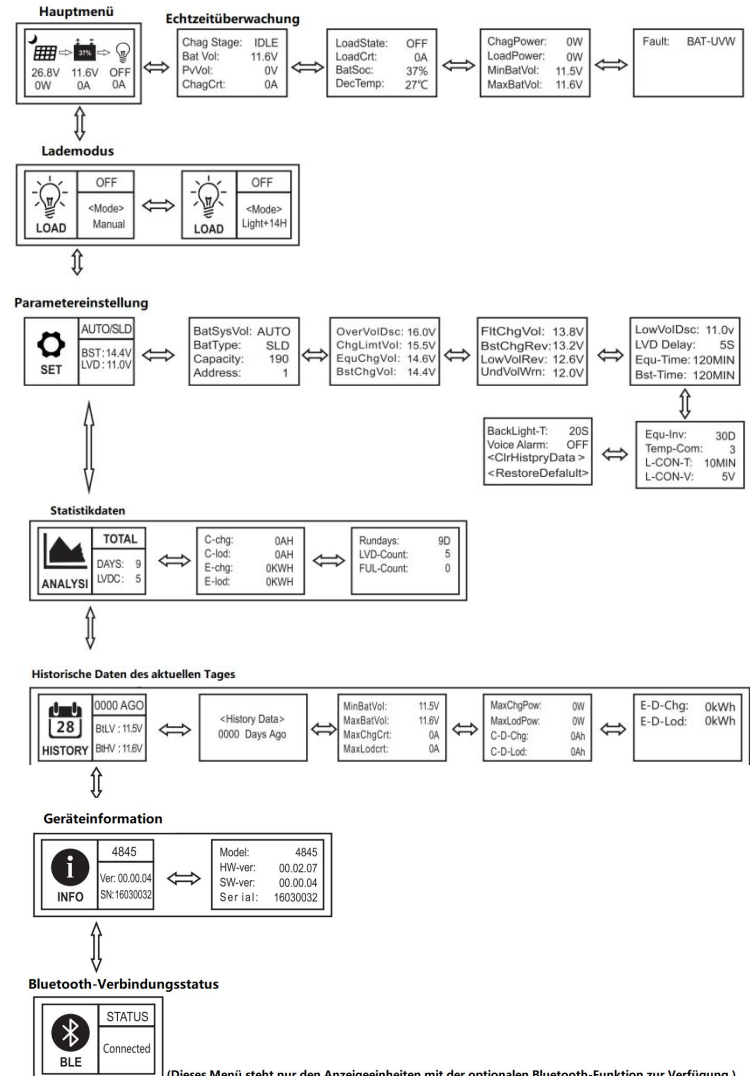 Hauptmenü
37%
26.8V 11.6V OFF
0W 0A 0A
Echtzeitüberwachung
Chag Stage: IDLE
Bat Vol: 11.6V
PvVol: 0V
ChagCrt: 0A
LoadState: OFF
LoadCrt: 0A
BatSoc: 37%
DecTemp: 27℃
ChagPower: 0W
LoadPower: 0W
MinBatVol: 11.5V
MaxBatVol: 11.6V
Fault: BAT-UVW
Lademodus
LOAD
OFF
<Mode>
Manual
LOAD
OFF
<Mode>
Light+14H
Parametereinstellung
SET
AUTO/SLD
BST:14.4V
LVD :11.0V
BatSysVol: AUTO
BatType: SLD
Capacity: 190
Address: 1
OverVolDsc: 16.0V
ChgLimtVol: 15.5V
EquChgVol: 14.6V
BstChgVol: 14.4V
FltChgVol: 13.8V
BstChgRev: 13.2V
LowVolRev: 12.6V
UndVolWrn: 12.0V
LowVolDsc: 11.0v
LVD Delay: 5S
Equ-Time: 120MIN
Bst-Time: 120MIN
BackLight-T: 20S
Voice Alarm: OFF
<ClrHistpryData >
<RestoreDefalult>
Equ-Inv: 30D
Temp-Com: 3
L-CON-T: 10MIN
L-CON-V: 5V
Statistikdaten
ANALYSI
TOTAL
DAYS: 9
LVDC: 5
C-chg: 0AH
C-lod: 0AH
E-chg: 0KWH
E-lod: 0KWH
Rundays: 9D
LVD-Count: 5
FUL-Count: 0
Historische Daten des aktuellen Tages
28
HISTORY
0000 AGO
BtLV : 11.5V
BtHV : 11.6V
<History Data>
0000 Days Ago
MinBatVol: 11.5V
MaxBatVol: 11.6V
MaxChgCrt: 0A
MaxLodcrt: 0A
MaxChgPow: 0W
MaxLodPow: 0W
C-D-Chg: 0Ah
C-D-Lod: 0Ah
E-D-Chg: 0kWh
E-D-Lod: 0kWh
Geräteinformation
INFO
4845
Ver: 00.00.04
SN:16030032
Model: 4845
HW-ver: 00.02.07
SW-ver: 00.00.04
Serial: 16030032
Bluetooth-Verbindungsstatus
BLE
STATUS
Connected
(Dieses Menü steht nur den Anzeigeeinheiten mit der optionalen Bluetooth-Funktion zur Verfügung.)